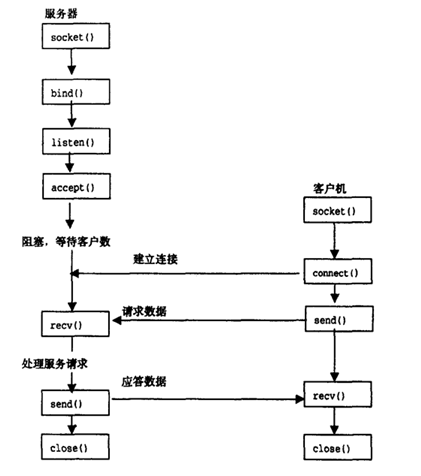 服务器
socket()
bind()
listen()
accept()
客户机
socket()
阻塞，等待客户数
建立连接
connect()
请求数据
recv()
send()
处理服务请求
应答数据
send()
recv()
close()
close()